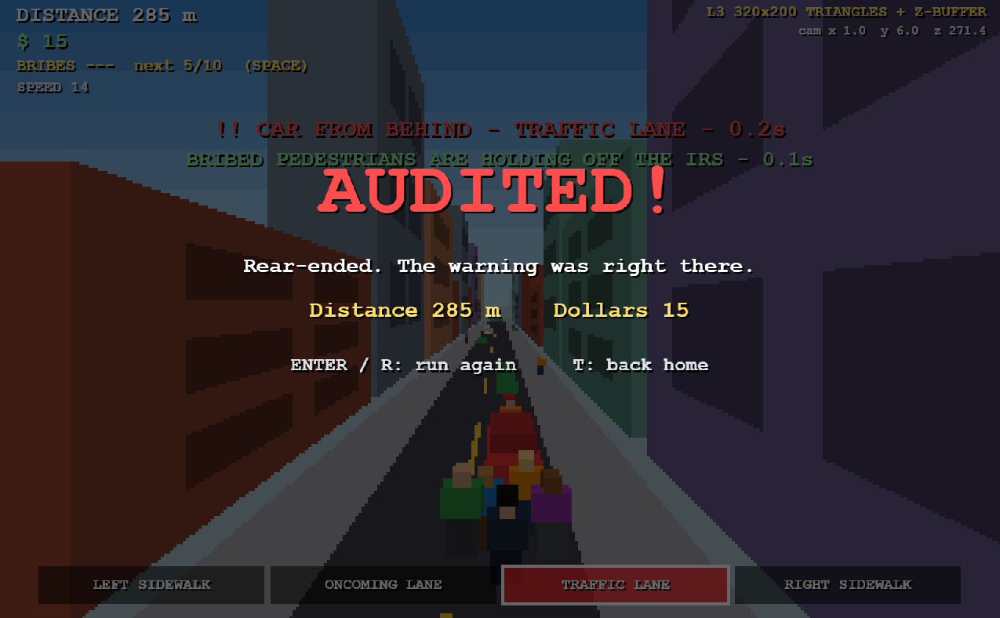 DISTANCE 285 m
L3 320x200 TRIANGLES + Z-BUFFER
cam x 1.0 y 6.0 z 271.4
$ 15
BRIBES --- next 5/10 (SPACE)
SPEED 14
!! CAR FROM BEHIND - TRAFFIC LANE - 0.2s
BRIBED PEDESTRIANS ARE HOLDING OFF THE IRS - 0.1s
AUDITED!
Rear-ended. The warning was right there.
Distance 285 m Dollars 15
ENTER / R: run again T: back home
LEFT SIDEWALK ONCOMING LANE TRAFFIC LANE RIGHT SIDEWALK